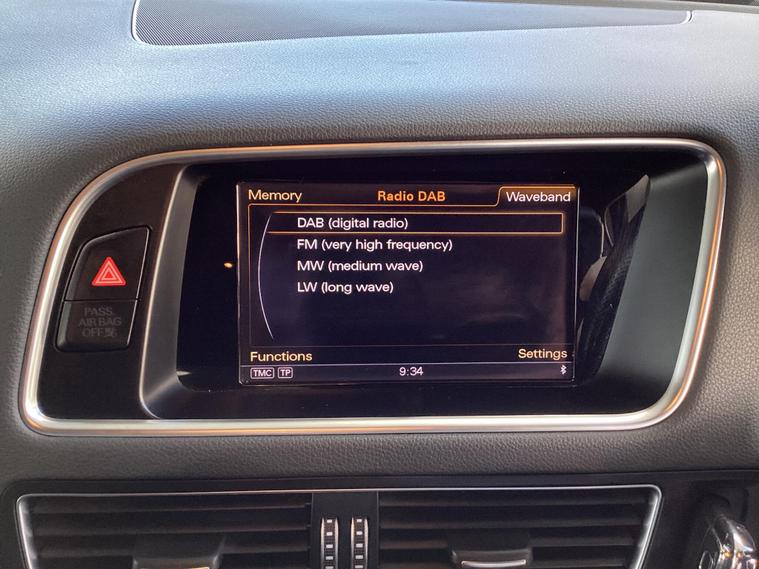 Memory Radio DAB Waveband
DAB (digital radio)
FM (very high frequency)
MW (medium wave)
LW (long wave)
PASS.
AIR BAG
OFF
Functions Settings
TMC TP 9:34